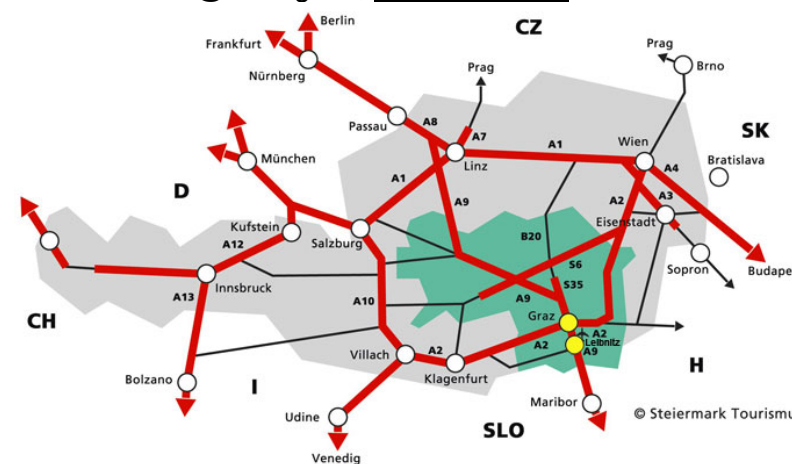 Berlin
Frankfurt
CZ
Nürnberg
Prag
Prag
Brno
Passau
A8
A7
SK
A1
Wien
Linz
München
A4
Bratislava
D
A1
A2
A3
A9
Eisenstadt
Kufstein
Salzburg
B20
A12
S6
Sopron
Budape
S35
Innsbruck
A13
A10
A9
CH
Graz
A2
A2
Leibnitz
Villach
A2
A9
H
Klagenfurt
Bolzano
I
Maribor
Udine
© Steiermark Tourismu
SLO
Venedig